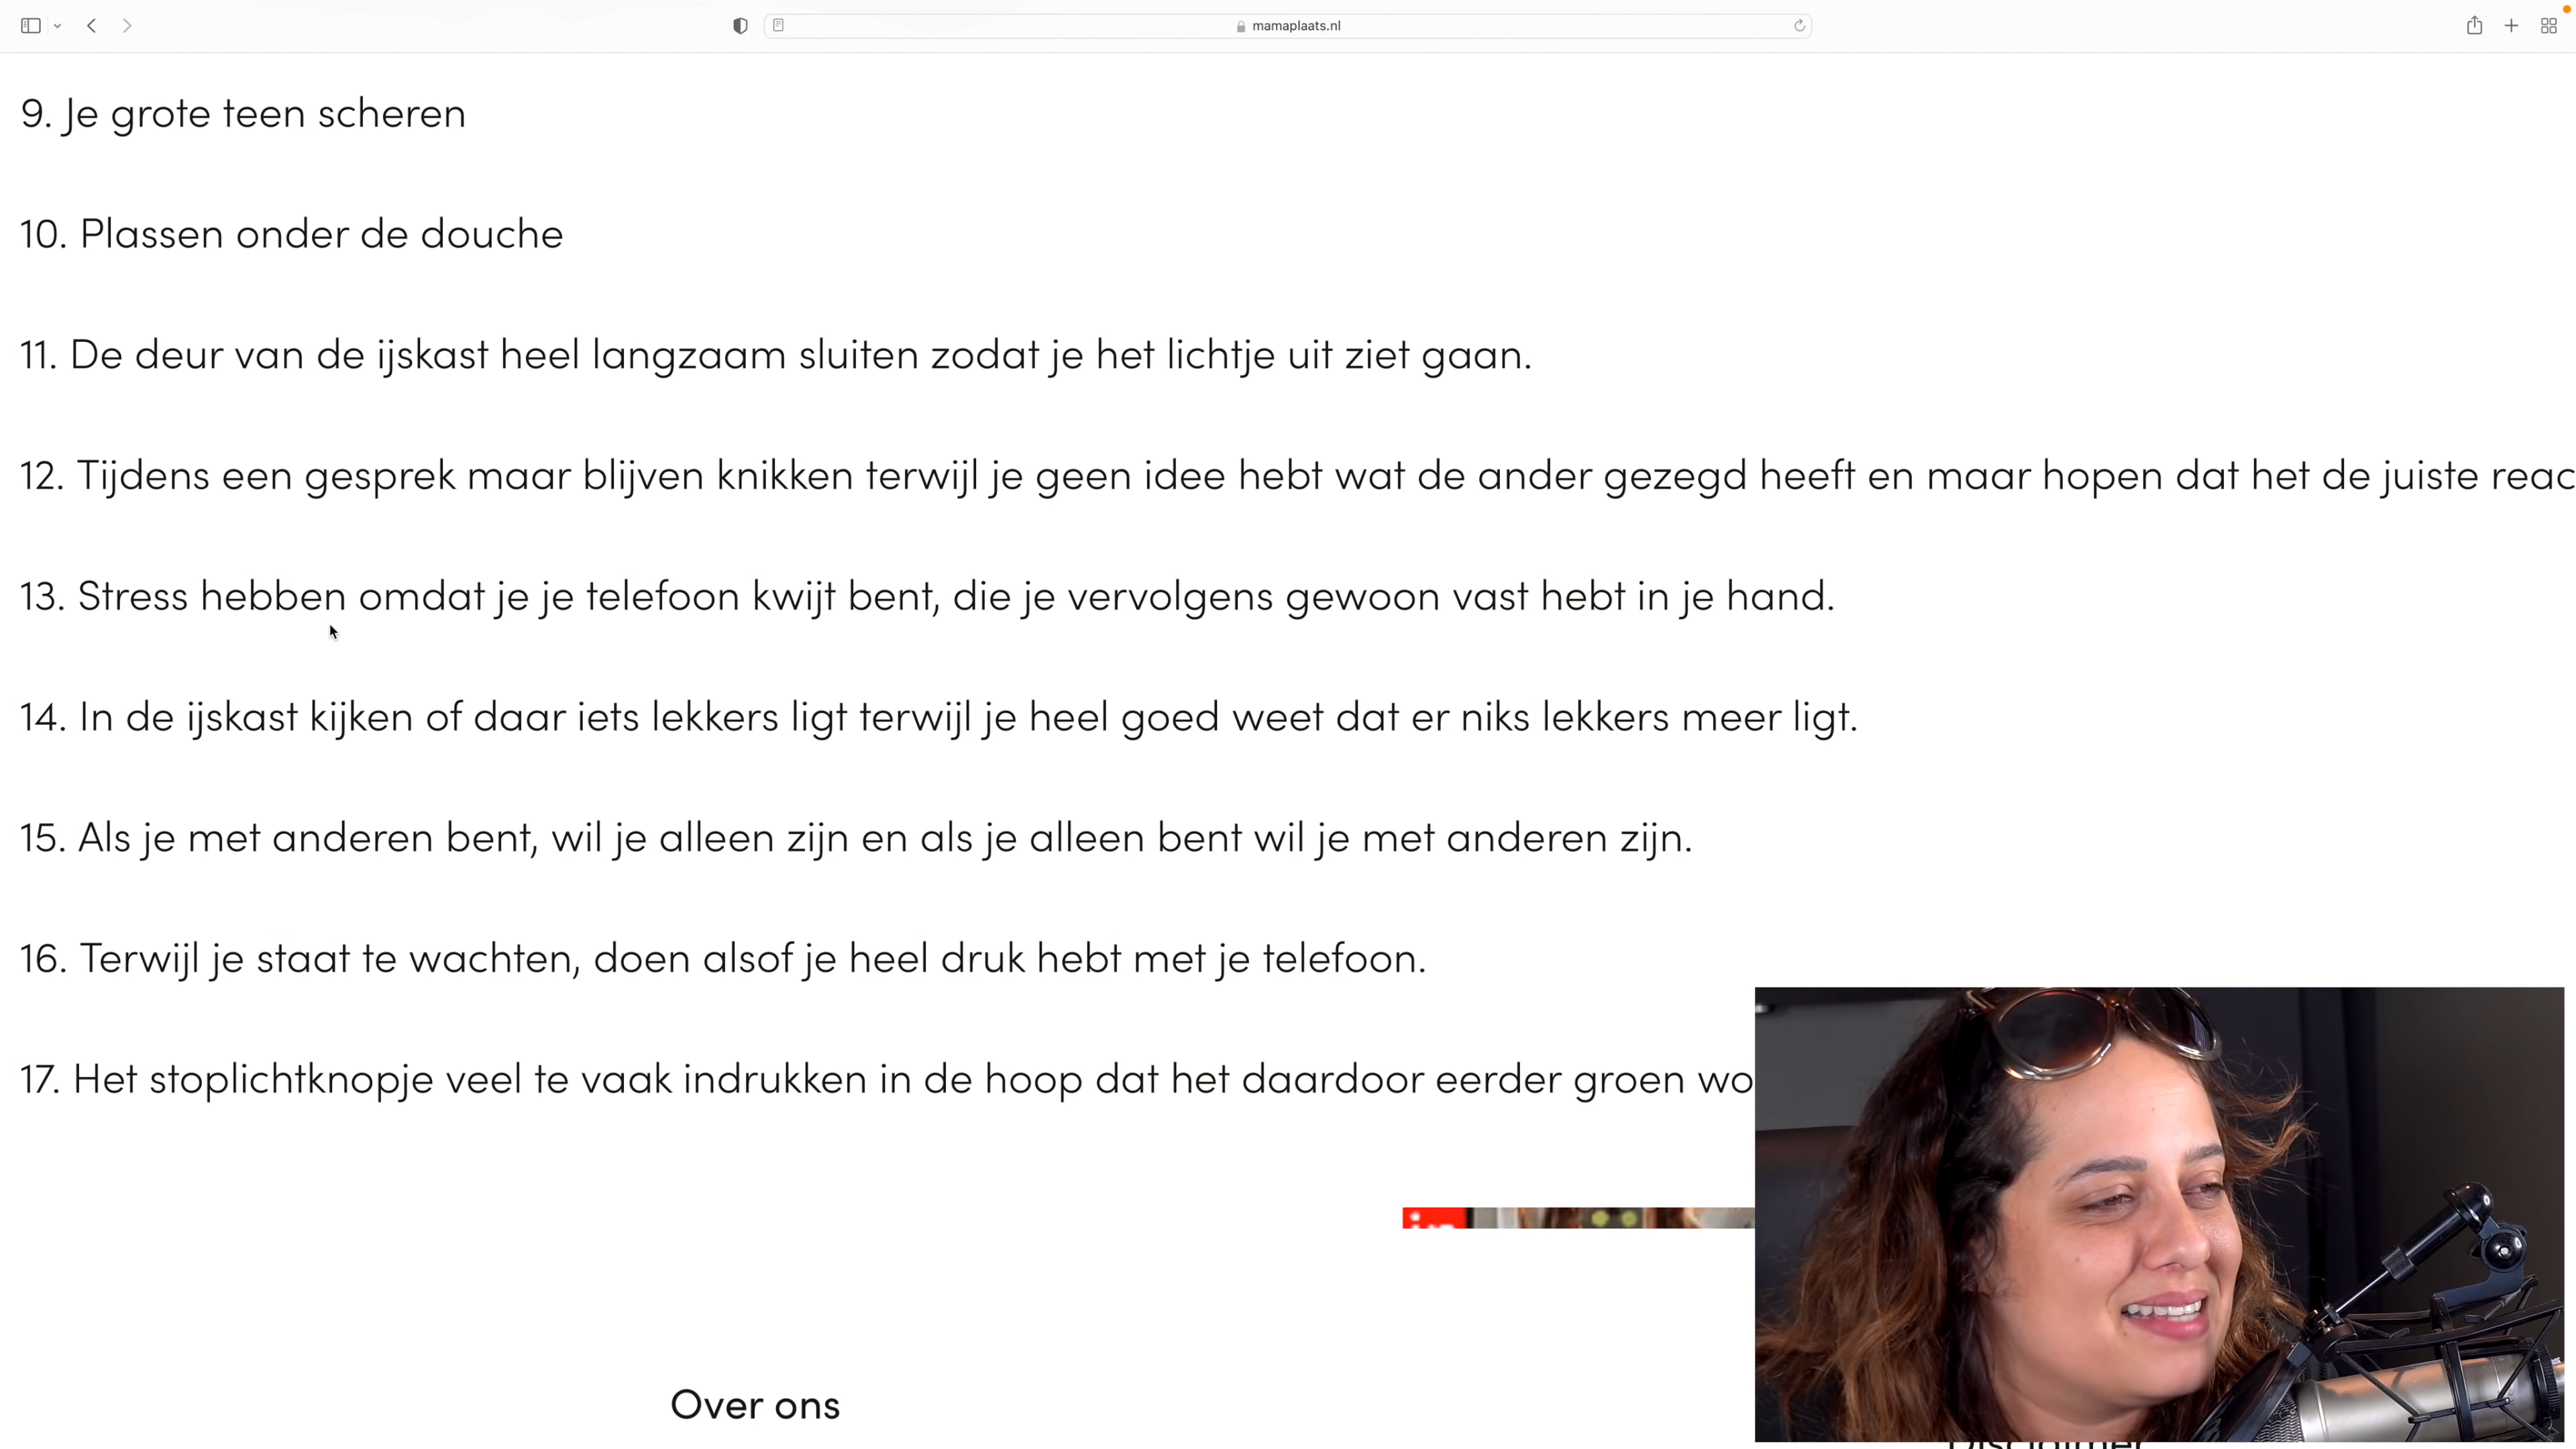 mamaplaats.nl
9. Je grote teen scheren
10. Plassen onder de douche
11. De deur van de ijskast heel langzaam sluiten zodat je het lichtje uit ziet gaan.
12. Tijdens een gesprek maar blijven knikken terwijl je geen idee hebt wat de ander gezegd heeft en maar hopen dat het de juiste
13. Stress hebben omdat je je telefoon kwijt bent, die je vervolgens gewoon vast hebt in je hand.
14. In de ijskast kijken of daar iets lekkers ligt terwijl je heel goed weet dat er niks lekkers meer ligt.
15. Als je met anderen bent, wil je alleen zijn en als je alleen bent wil je met anderen zijn.
16. Terwijl je staat te wachten, doen alsof je heel druk hebt met je telefoon.
17. Het stoplichtknopje veel te vaak indrukken in de hoop dat het daardoor eerder groen
Over ons